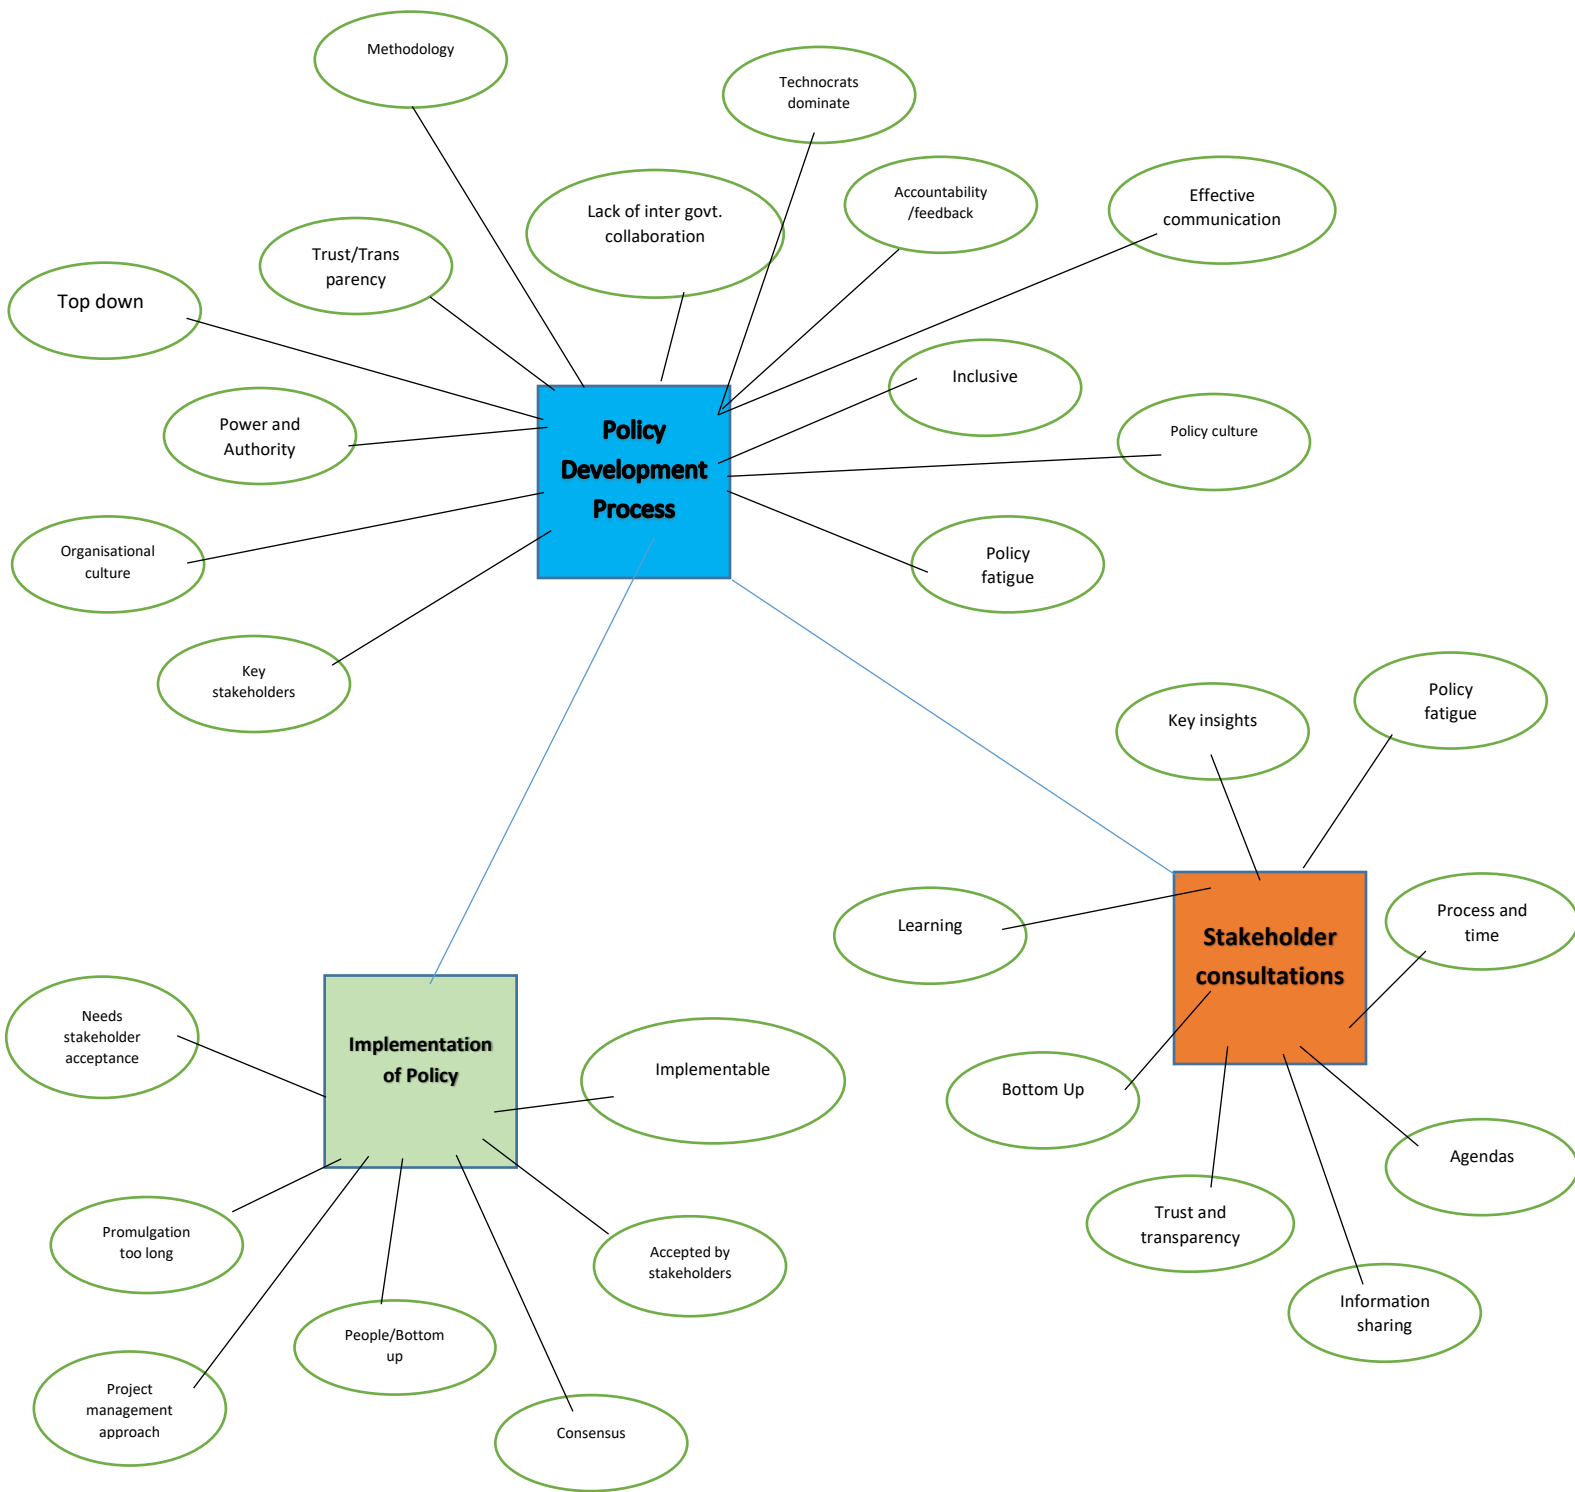 Methodology
Technocrats
dominate
Accountability
/feedback
Effective
communication
Lack of inter govt.
collaboration
Trust/Trans
parency
Top down
Inclusive
Power and
Authority
Policy
Development
Process
Policy culture
Organisational
culture
Policy
fatigue
Key
stakeholders
Key insights
Policy
fatigue
Learning
Stakeholder
consultations
Process and
time
Needs
stakeholder
acceptance
Implementation
of Policy
Implementable
Bottom Up
Agendas
Promulgation
too long
Accepted by
stakeholders
Trust and
transparency
Information
sharing
People/Bottom
up
Project
management
approach
Consensus